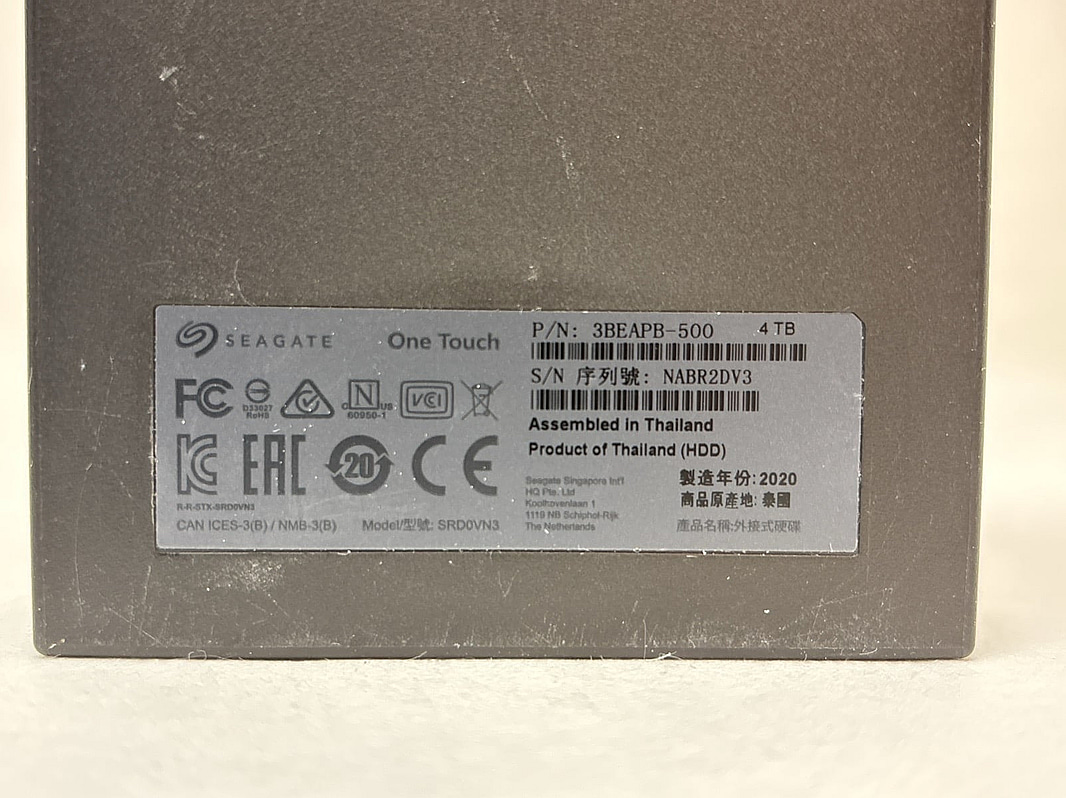 SEAGATE One Touch
FC D33027 RoHS c N us 60950-1 VCI
EAC 20 CE
R-R-STX-SRD0VN3
CAN ICES-3(B) / NMB-3(B) Model/型號: SRD0VN3
P/N: 3BEAPB-500 4 TB
S/N 序列號: NABR2DV3
Assembled in Thailand
Product of Thailand (HDD)
Seagate Singapore Int'l
HQ Pte. Ltd
Koolhovenlaan 1
1119 NB Schiphol-Rijk
The Netherlands
製造年份: 2020
商品原產地: 泰國
產品名稱:外接式硬碟